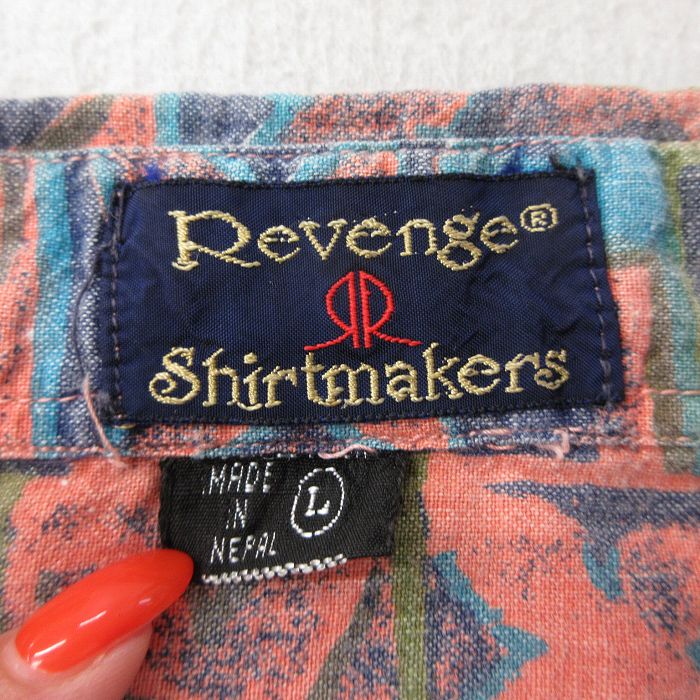 Revenge®
RR
Shirtmakers
MADE
IN
NEPAL
L